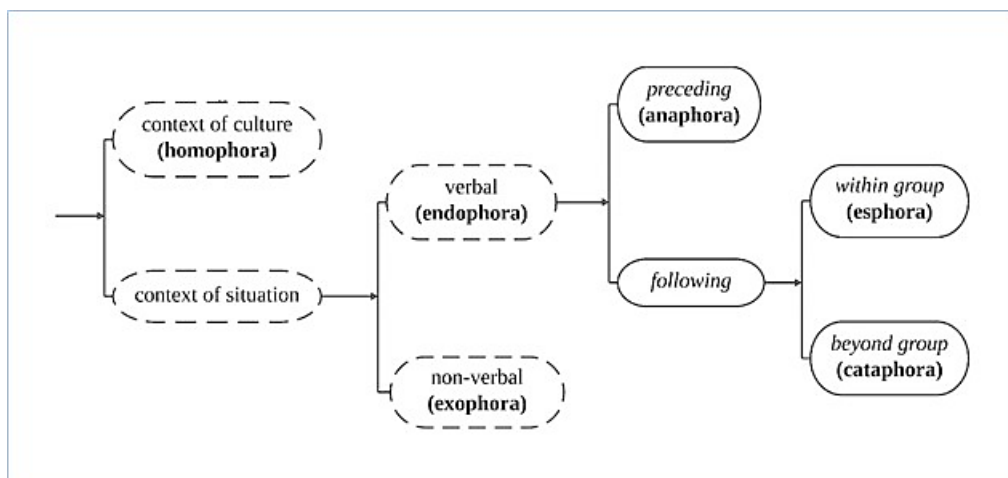 context of culture
(homophora)
context of situation
verbal
(endophora)
non-verbal
(exophora)
preceding
(anaphora)
following
within group
(esphora)
beyond group
(cataphora)